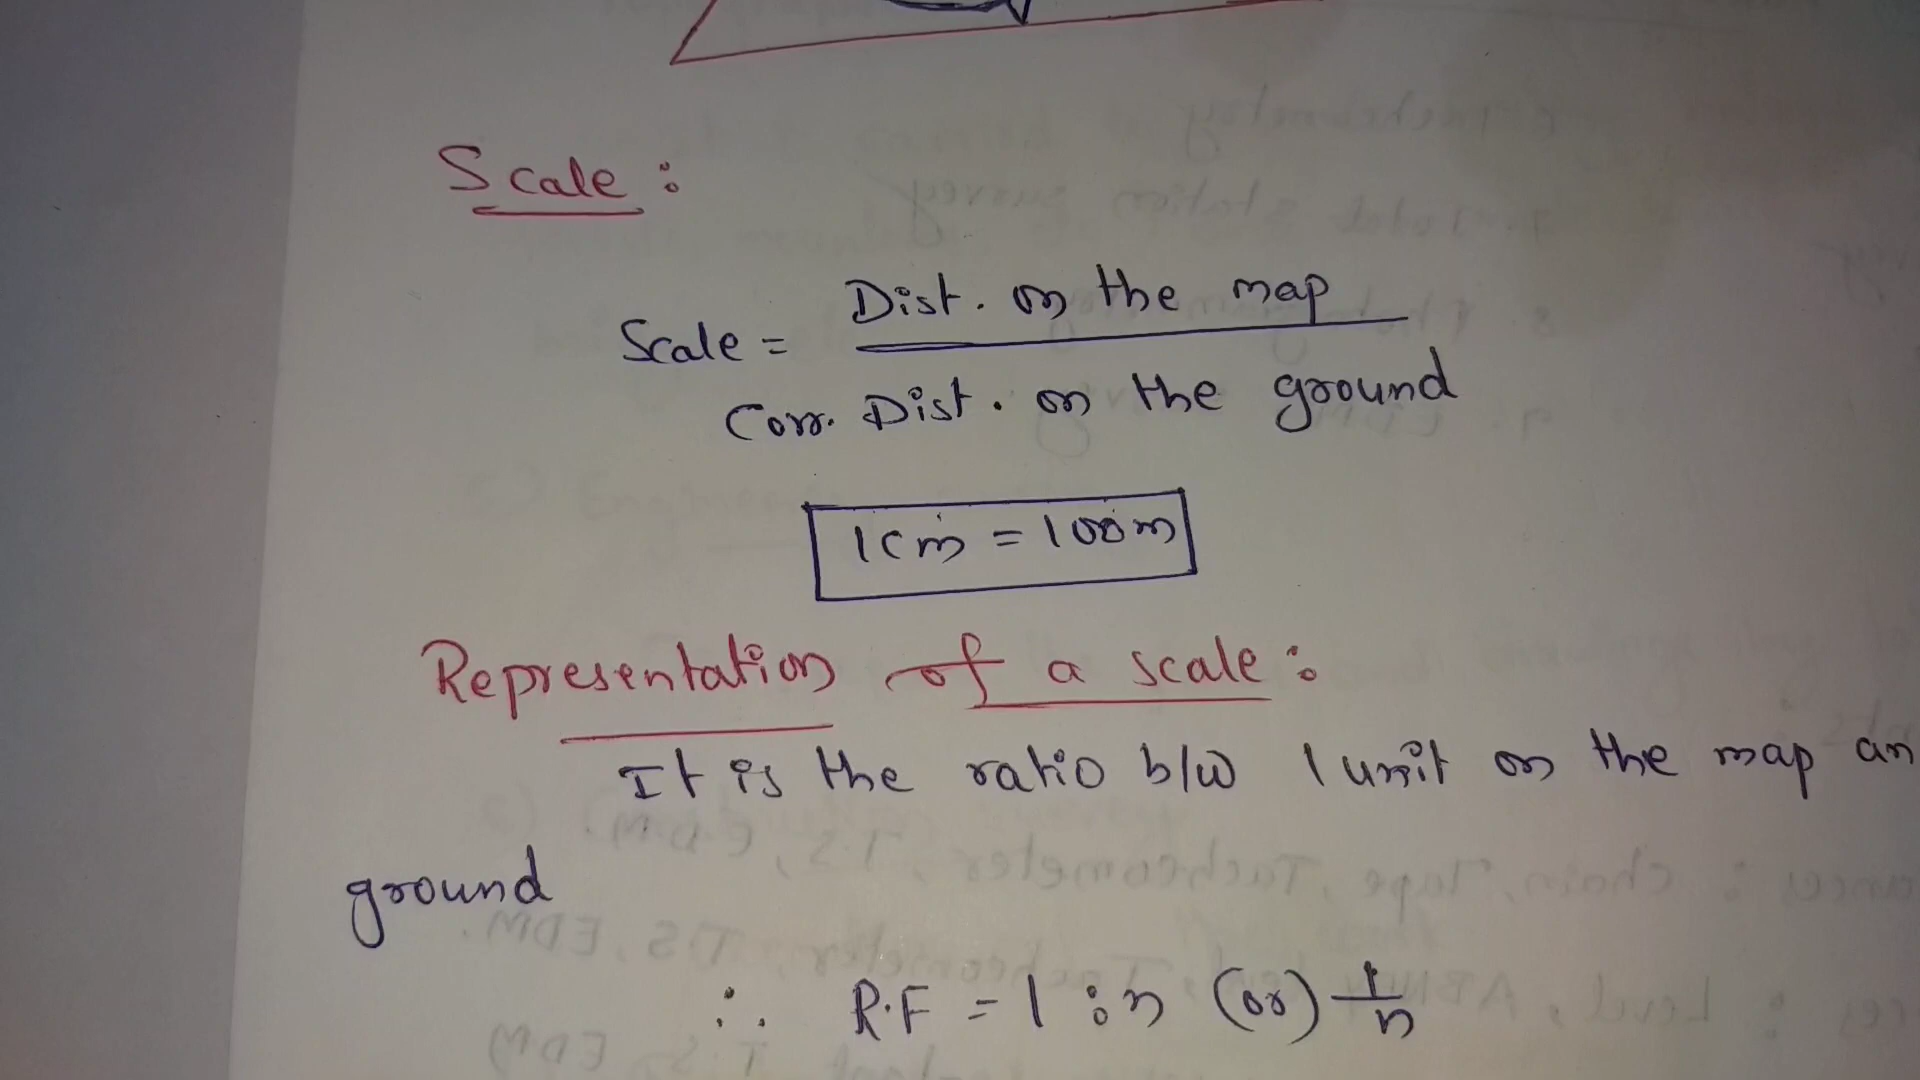 Scale :
Dist. on the map
Scale =
Corr. Dist. on the ground
1cm = 100m
Representation of a scale :
It is the ratio b/w 1 unit on the map an
ground
∴ R.F = 1 : n (or) 1/n